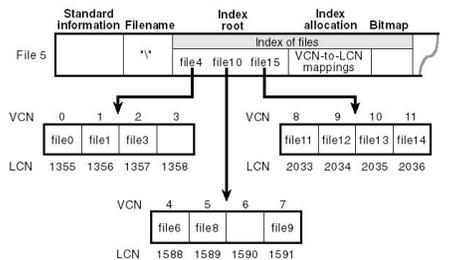 Standard information Filename Index root Index allocation Bitmap
Index of files
File 5 "\" file4 file10 file15 VCN-to-LCN mappings
VCN 0 1 2 3
file0 file1 file3
LCN 1355 1356 1357 1358
VCN 8 9 10 11
file11 file12 file13 file14
LCN 2033 2034 2035 2036
VCN 4 5 6 7
file6 file8 file9
LCN 1588 1589 1590 1591